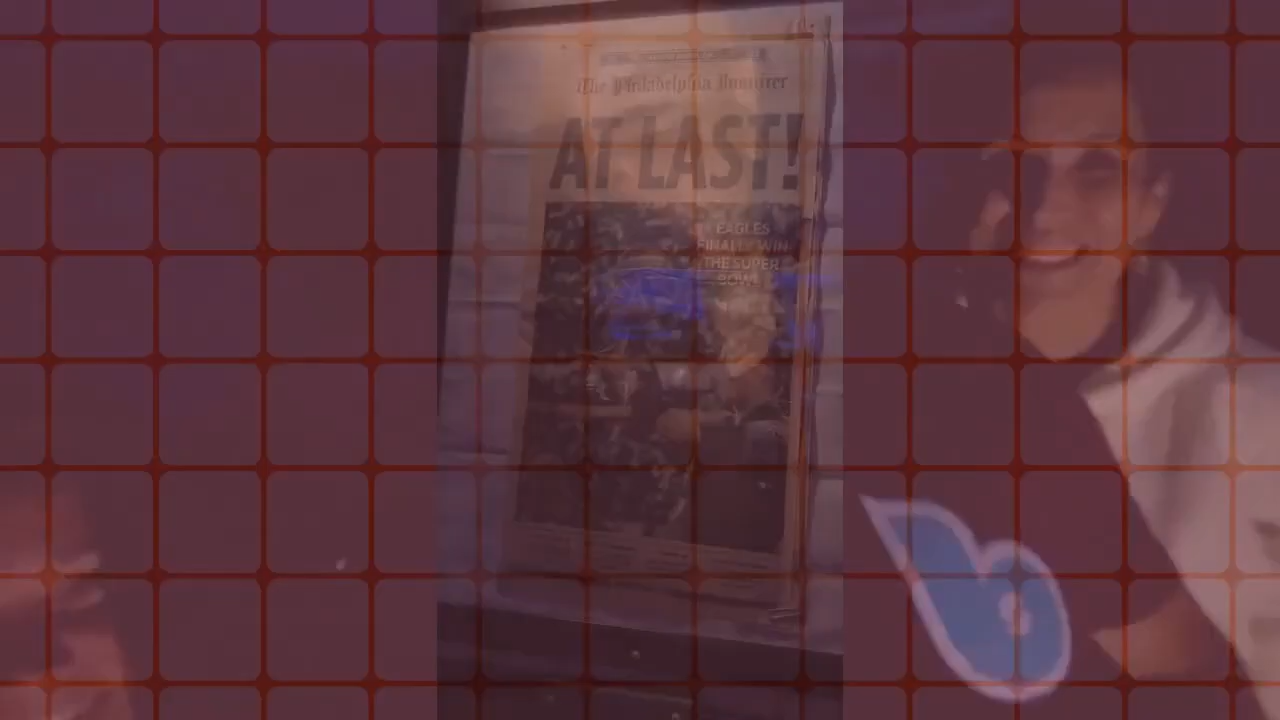 The Philadelphia Inquirer
AT LAST!
EAGLES
FINALLY WIN
THE SUPER
BOWL